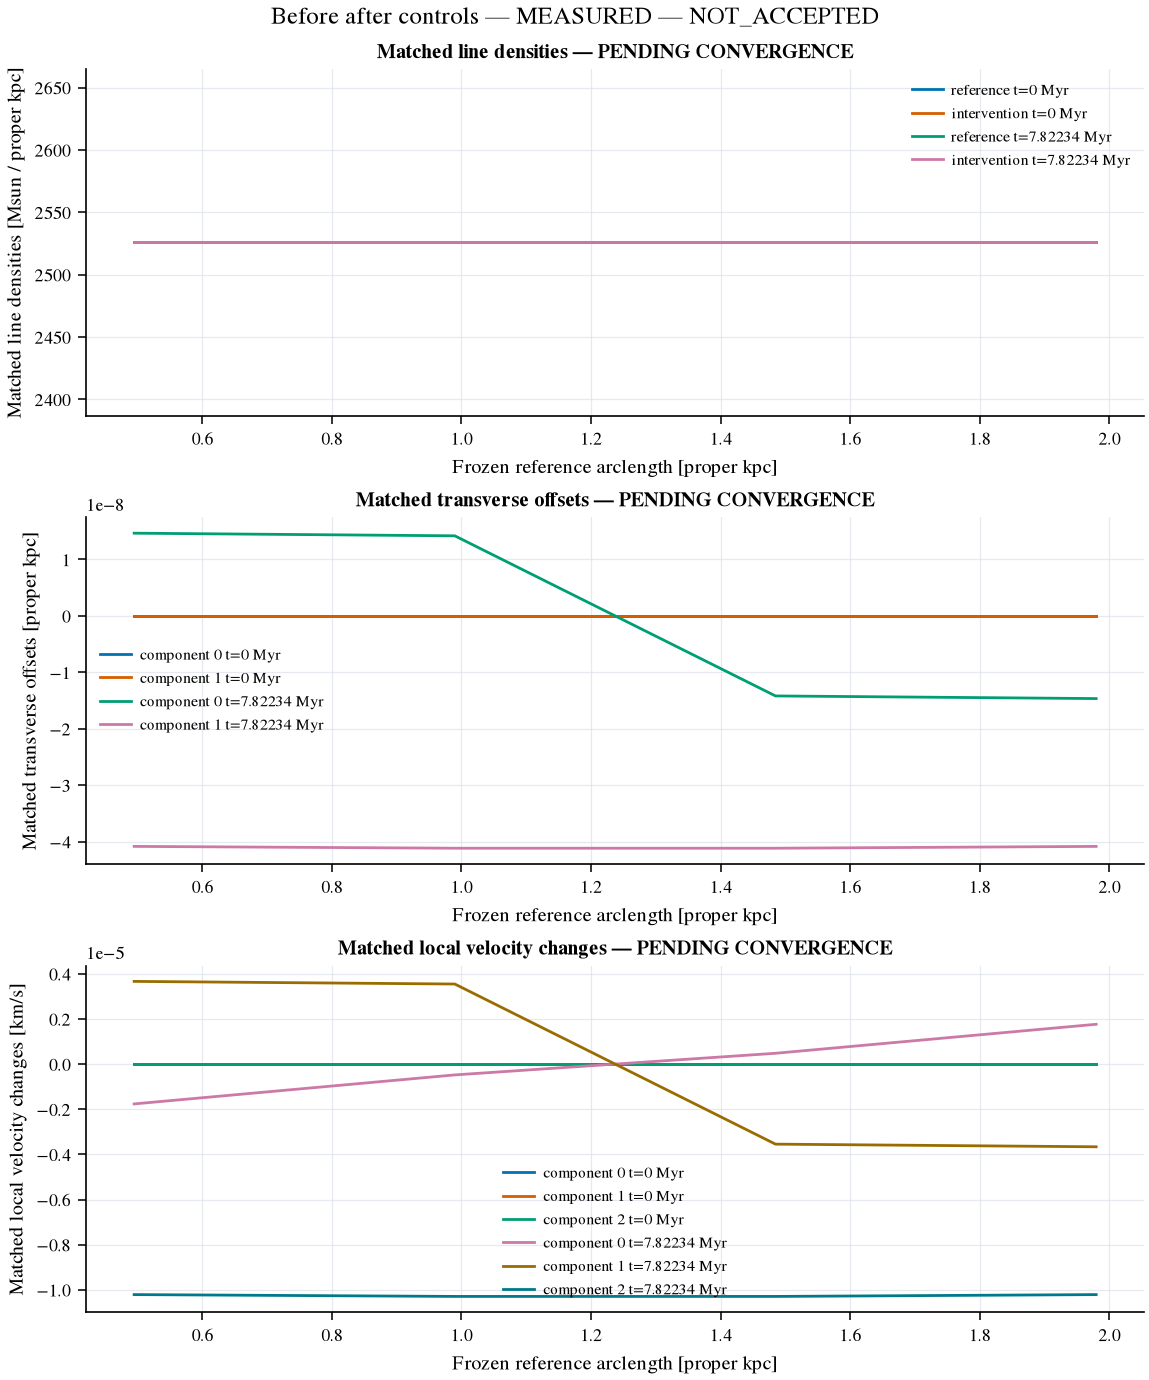 Before after controls — MEASURED — NOT_ACCEPTED
Matched line densities — PENDING CONVERGENCE
Matched line densities [Msun / proper kpc]
2650
2600
2550
2500
2450
2400
reference t=0 Myr
intervention t=0 Myr
reference t=7.82234 Myr
intervention t=7.82234 Myr
0.6 0.8 1.0 1.2 1.4 1.6 1.8 2.0
Frozen reference arclength [proper kpc]
Matched transverse offsets — PENDING CONVERGENCE
1e−8
Matched transverse offsets [proper kpc]
1
0
−1
−2
−3
−4
component 0 t=0 Myr
component 1 t=0 Myr
component 0 t=7.82234 Myr
component 1 t=7.82234 Myr
0.6 0.8 1.0 1.2 1.4 1.6 1.8 2.0
Frozen reference arclength [proper kpc]
Matched local velocity changes — PENDING CONVERGENCE
1e−5
Matched local velocity changes [km/s]
0.4
0.2
0.0
−0.2
−0.4
−0.6
−0.8
−1.0
component 0 t=0 Myr
component 1 t=0 Myr
component 2 t=0 Myr
component 0 t=7.82234 Myr
component 1 t=7.82234 Myr
component 2 t=7.82234 Myr
0.6 0.8 1.0 1.2 1.4 1.6 1.8 2.0
Frozen reference arclength [proper kpc]